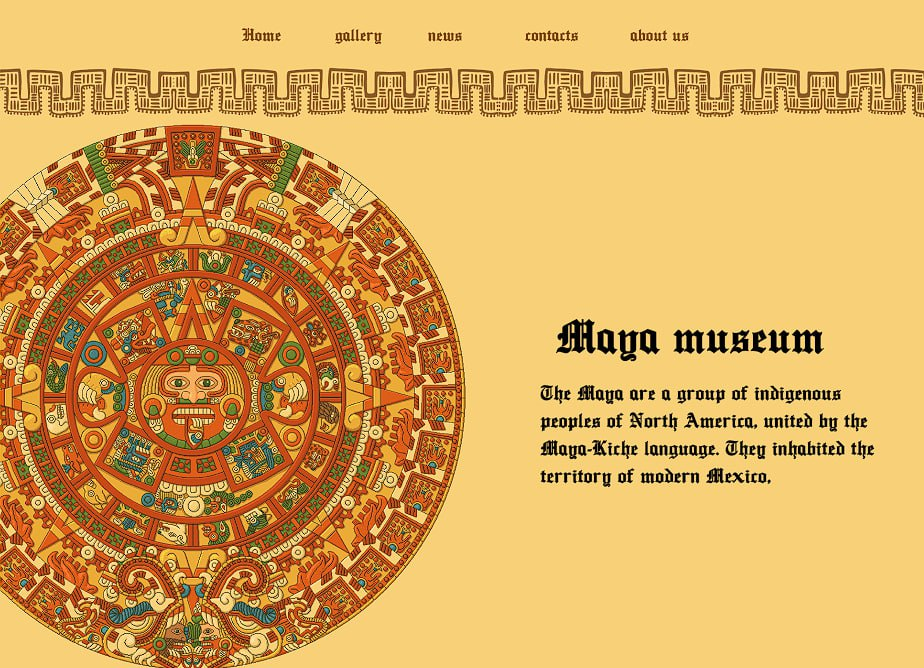 Home gallery news contacts about us
Maya museum
The Maya are a group of indigenous
peoples of North America, united by the
Maya-Kiche language. They inhabited the
territory of modern Mexico,